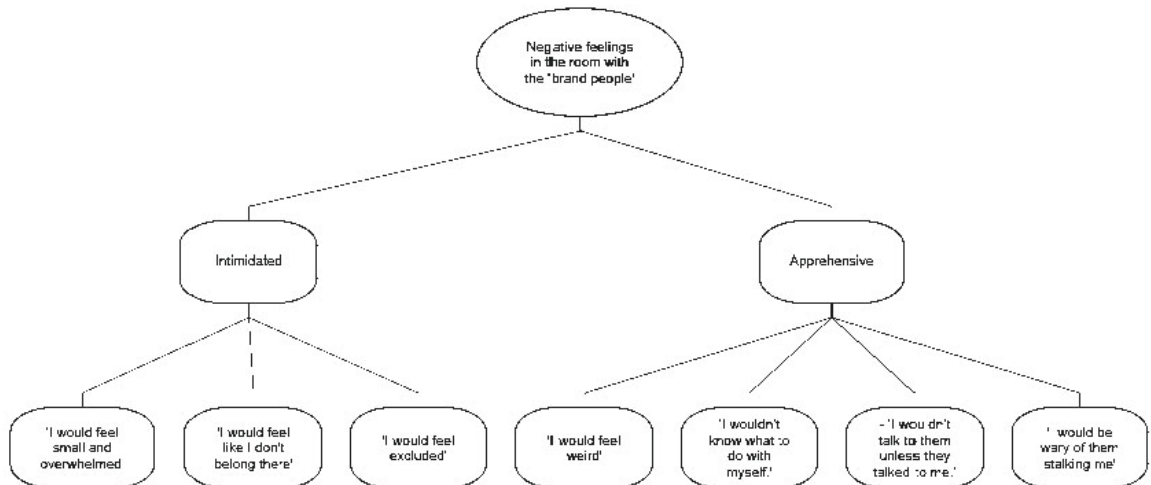 Negative feelings
in the room with
the 'brand people'
Intimidated
Apprehensive
'I would feel
small and
overwhelmed
'I would feel
like I don't
belong there'
'I would feel
excluded'
'I would feel
weird'
'I wouldn't
know what to
do with
myself.'
- 'I wouldn't
talk to them
unless they
talked to me.'
' would be
wary of them
stalking me'